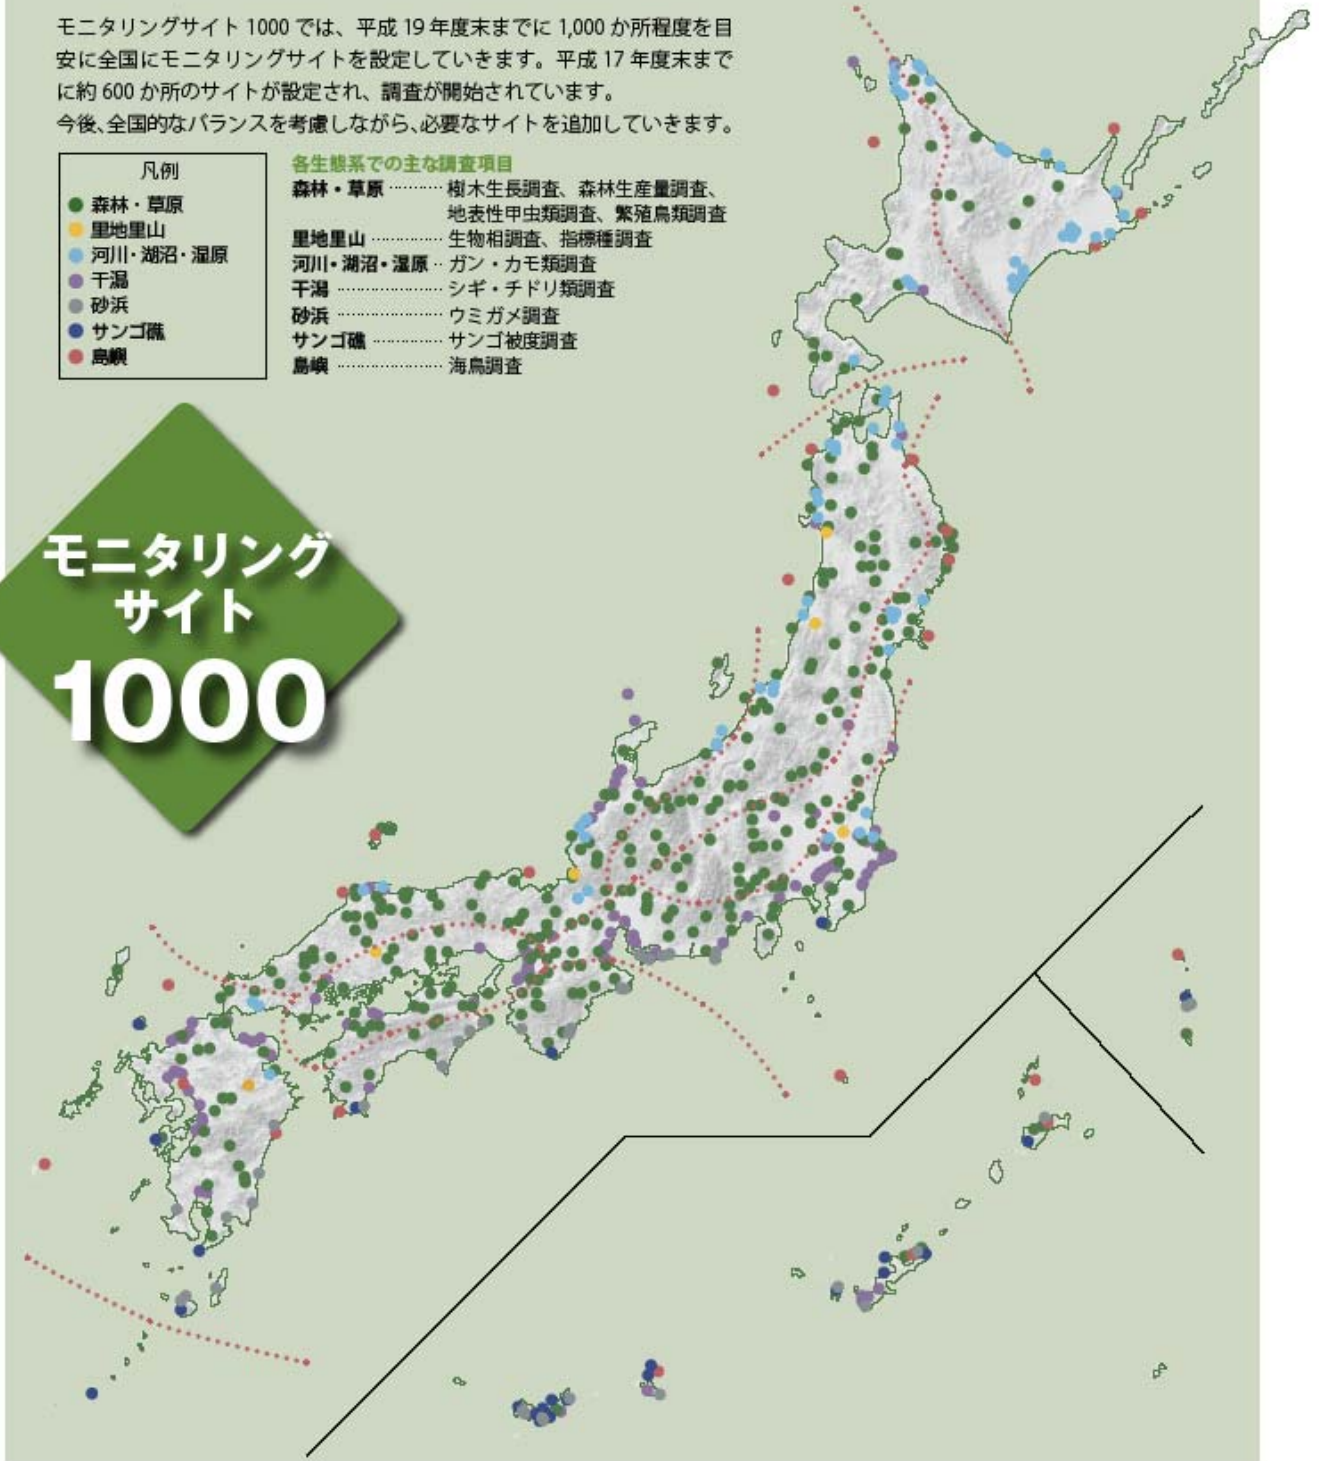 モニタリングサイト 1000 では、平成 19 年度末までに 1,000 か所程度を目
安に全国にモニタリングサイトを設定していきます。平成 17 年度末まで
に約 600 か所のサイトが設定され、調査が開始されています。
今後、全国的なバランスを考慮しながら、必要なサイトを追加していきます。
凡例
森林・草原
里地里山
河川・湖沼・湿原
干潟
砂浜
サンゴ礁
島嶼
各生態系での主な調査項目
森林・草原 ‥‥‥‥ 樹木生長調査、森林生産量調査、
地表性甲虫類調査、繁殖鳥類調査
里地里山 ‥‥‥‥‥ 生物相調査、指標種調査
河川・湖沼・湿原 ‥ ガン・カモ類調査
干潟 ‥‥‥‥‥‥‥ シギ・チドリ類調査
砂浜 ‥‥‥‥‥‥‥ ウミガメ調査
サンゴ礁 ‥‥‥‥‥ サンゴ被度調査
島嶼 ‥‥‥‥‥‥‥ 海鳥調査
モニタリング
サイト
1000